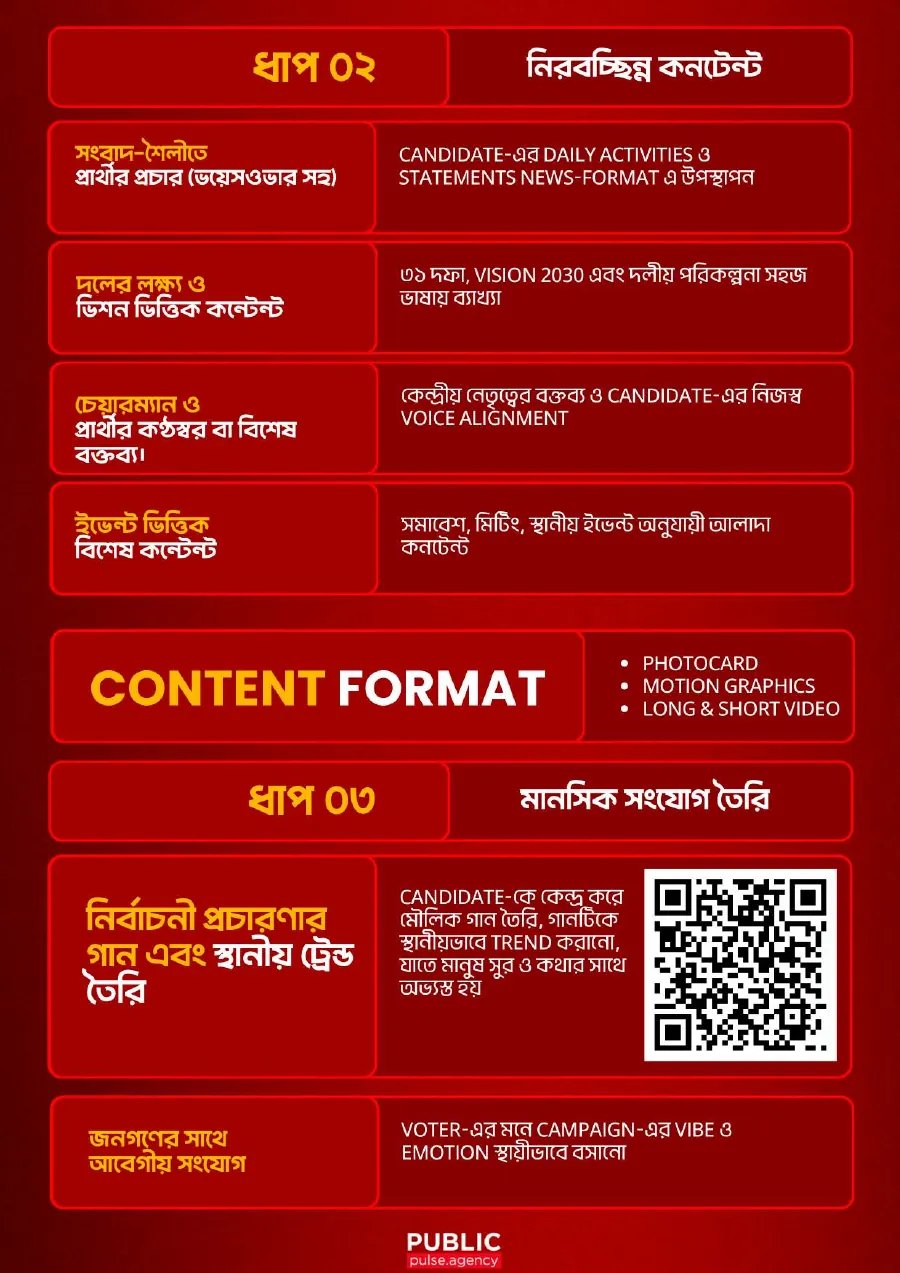 ধাপ ০২
নিরবচ্ছিন্ন কনটেন্ট
সংবাদ-শৈলীতে
প্রার্থীর প্রচার (ভয়েসওভার সহ)
CANDIDATE-এর DAILY ACTIVITIES ও
STATEMENTS NEWS-FORMAT এ উপস্থাপন
দলের লক্ষ্য ও
ভিশন ভিত্তিক কন্টেন্ট
৩১ দফা, VISION 2030 এবং দলীয় পরিকল্পনা সহজ
ভাষায় ব্যাখ্যা
চেয়ারম্যান ও
প্রার্থীর কণ্ঠস্বর বা বিশেষ
বক্তব্য।
কেন্দ্রীয় নেতৃত্বের বক্তব্য ও CANDIDATE-এর নিজস্ব
VOICE ALIGNMENT
ইভেন্ট ভিত্তিক
বিশেষ কন্টেন্ট
সমাবেশ, মিটিং, স্থানীয় ইভেন্ট অনুযায়ী আলাদা
কনটেন্ট
CONTENT FORMAT
• PHOTOCARD
• MOTION GRAPHICS
• LONG & SHORT VIDEO
ধাপ ০৩
মানসিক সংযোগ তৈরি
নির্বাচনী প্রচারণার
গান এবং স্থানীয় ট্রেন্ড
তৈরি
CANDIDATE-কে কেন্দ্র করে
মৌলিক গান তৈরি, গানটিকে
স্থানীয়ভাবে TREND করানো,
যাতে মানুষ সুর ও কথার সাথে
অভ্যস্ত হয়
জনগণের সাথে
আবেগীয় সংযোগ
VOTER-এর মনে CAMPAIGN-এর VIBE ও
EMOTION স্থায়ীভাবে বসানো
PUBLIC
pulse.agency